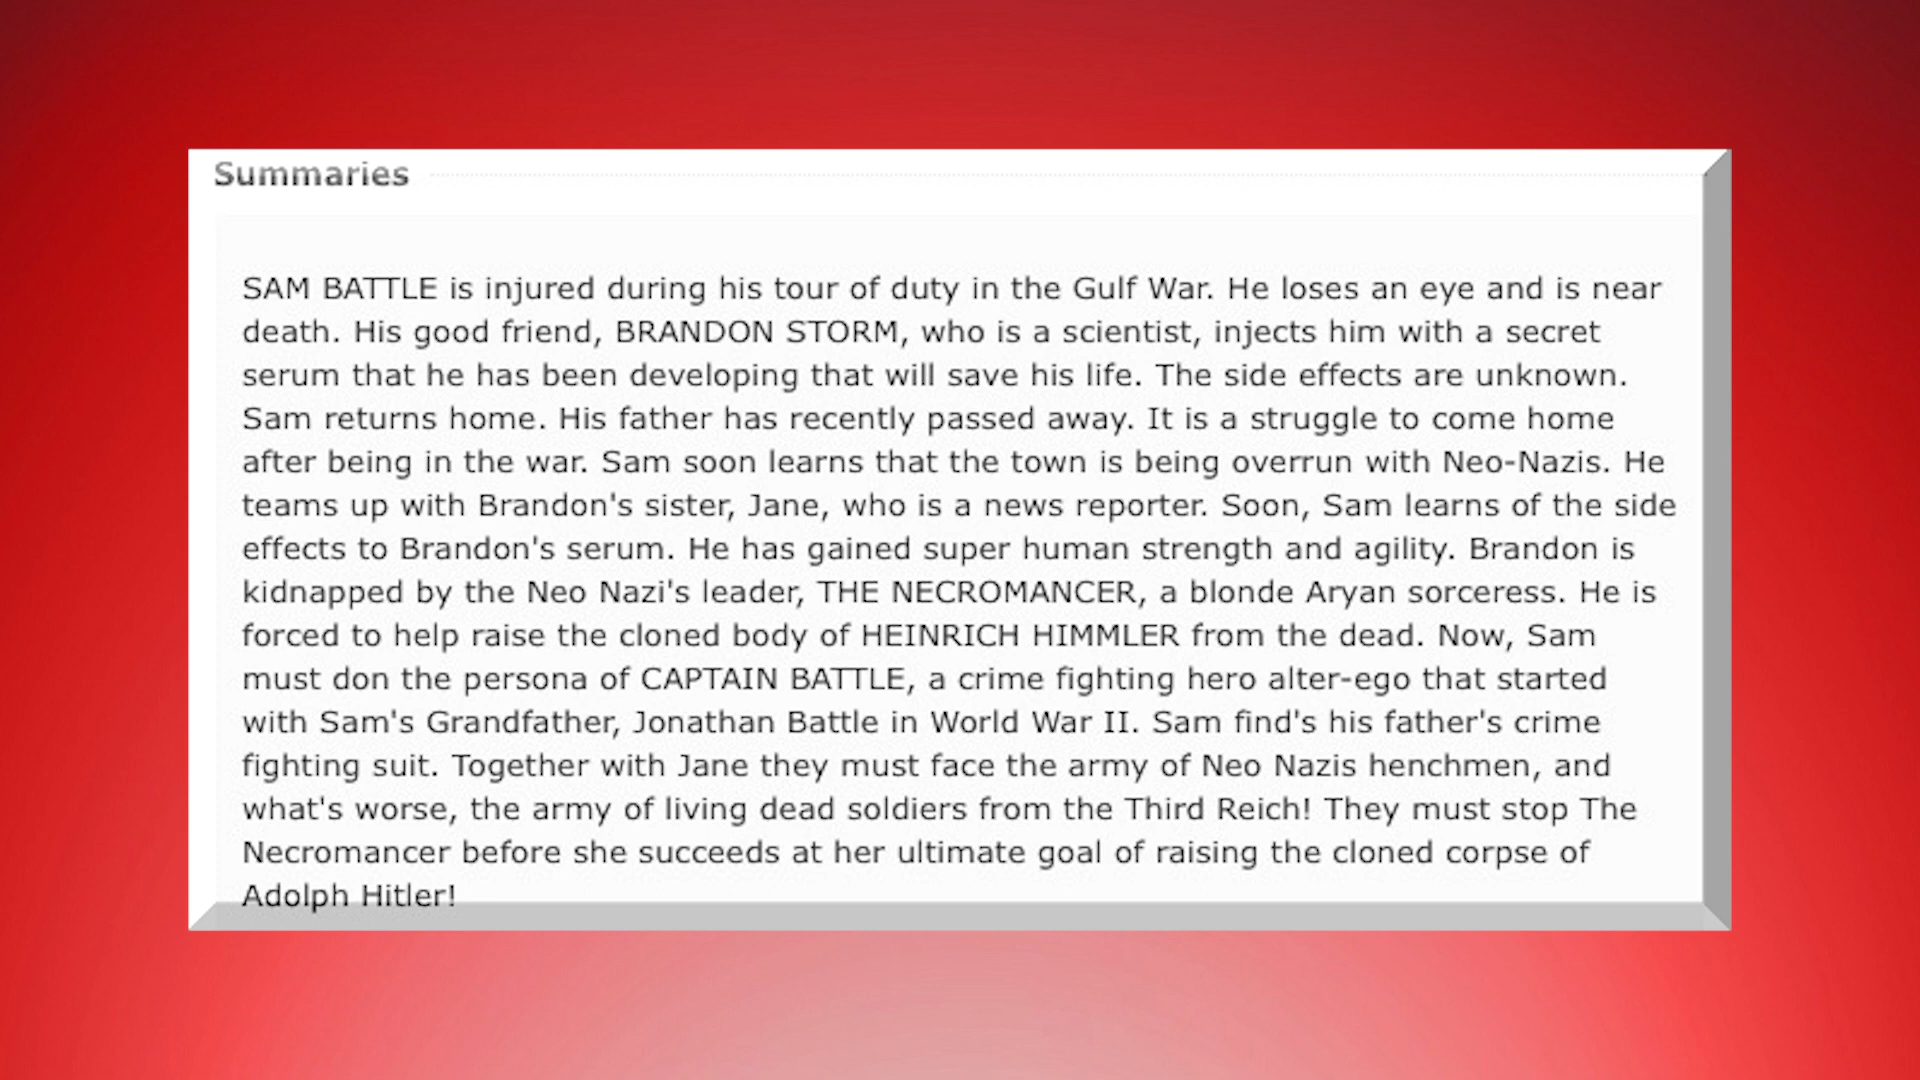 Summaries
SAM BATTLE is injured during his tour of duty in the Gulf War. He loses an eye and is near
death. His good friend, BRANDON STORM, who is a scientist, injects him with a secret
serum that he has been developing that will save his life. The side effects are unknown.
Sam returns home. His father has recently passed away. It is a struggle to come home
after being in the war. Sam soon learns that the town is being overrun with Neo-Nazis. He
teams up with Brandon's sister, Jane, who is a news reporter. Soon, Sam learns of the side
effects to Brandon's serum. He has gained super human strength and agility. Brandon is
kidnapped by the Neo Nazi's leader, THE NECROMANCER, a blonde Aryan sorceress. He is
forced to help raise the cloned body of HEINRICH HIMMLER from the dead. Now, Sam
must don the persona of CAPTAIN BATTLE, a crime fighting hero alter-ego that started
with Sam's Grandfather, Jonathan Battle in World War II. Sam find's his father's crime
fighting suit. Together with Jane they must face the army of Neo Nazis henchmen, and
what's worse, the army of living dead soldiers from the Third Reich! They must stop The
Necromancer before she succeeds at her ultimate goal of raising the cloned corpse of
Adolph Hitler!